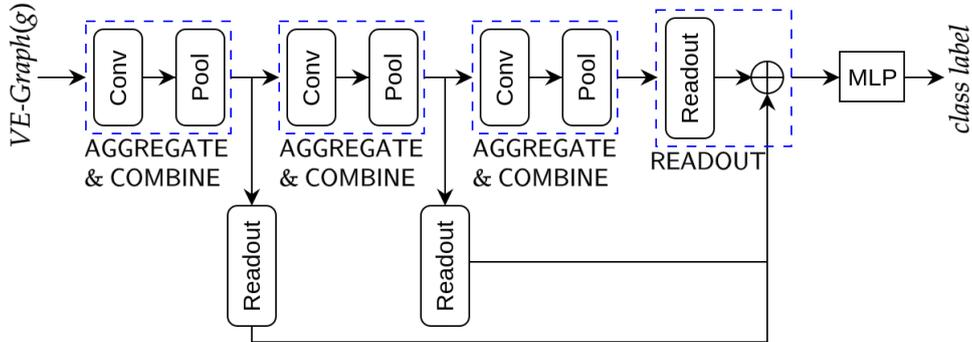 VE-Graph(g)
Conv
Pool
AGGREGATE
& COMBINE
Conv
Pool
AGGREGATE
& COMBINE
Conv
Pool
AGGREGATE
& COMBINE
Readout
READOUT
MLP
class label
Readout
Readout